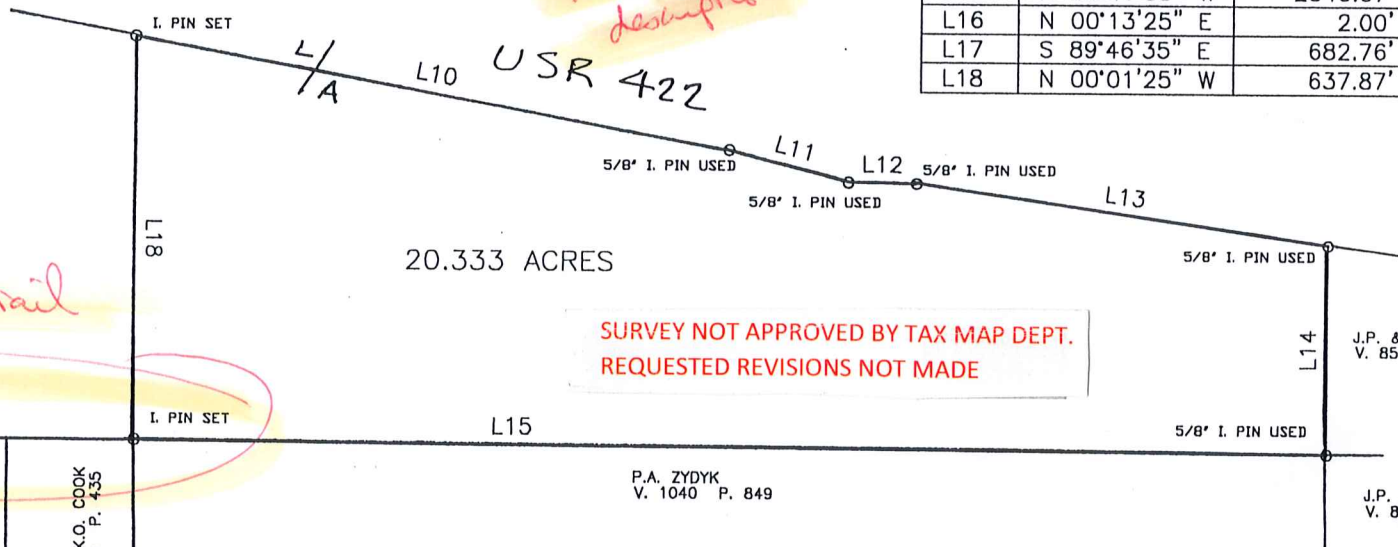 I. PIN SET
L/A
L10
USR 422
L16 N 00°13'25" E 2.00'
L17 S 89°46'35" E 682.76'
L18 N 00°01'25" W 637.87'
5/8" I. PIN USED
L11
5/8" I. PIN USED
L12
5/8" I. PIN USED
L13
5/8" I. PIN USED
L18
20.333 ACRES
SURVEY NOT APPROVED BY TAX MAP DEPT.
REQUESTED REVISIONS NOT MADE
L14
J.P. &
V. 85
I. PIN SET
L15
5/8" I. PIN USED
COOK
P. 435
P.A. ZYDYK
V. 1040 P. 849
J.P.
V. 8